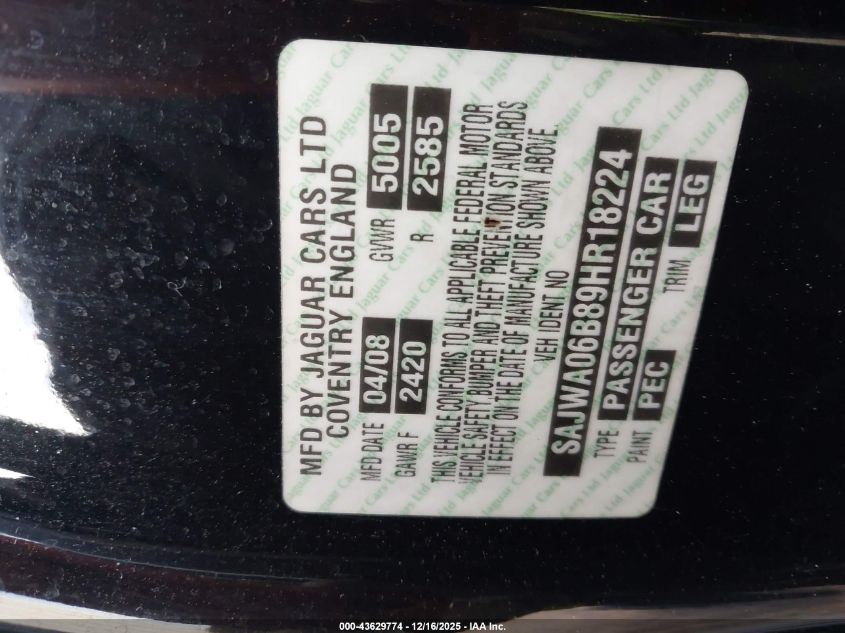 MFD BY JAGUAR CARS LTD
COVENTRY ENGLAND
MFD DATE 04/08 GVWR 5005
GAWR F 2420 R 2585
THIS VEHICLE CONFORMS TO ALL APPLICABLE FEDERAL MOTOR
VEHICLE SAFETY, BUMPER AND THEFT PREVENTION STANDARDS
IN EFFECT ON THE DATE OF MANUFACTURE SHOWN ABOVE.
VEH IDENT NO
SAJWA06B89HR18224
TYPE PASSENGER CAR
PAINT PEC TRIM LEG
000-43629774 - 12/16/2025 - IAA Inc.